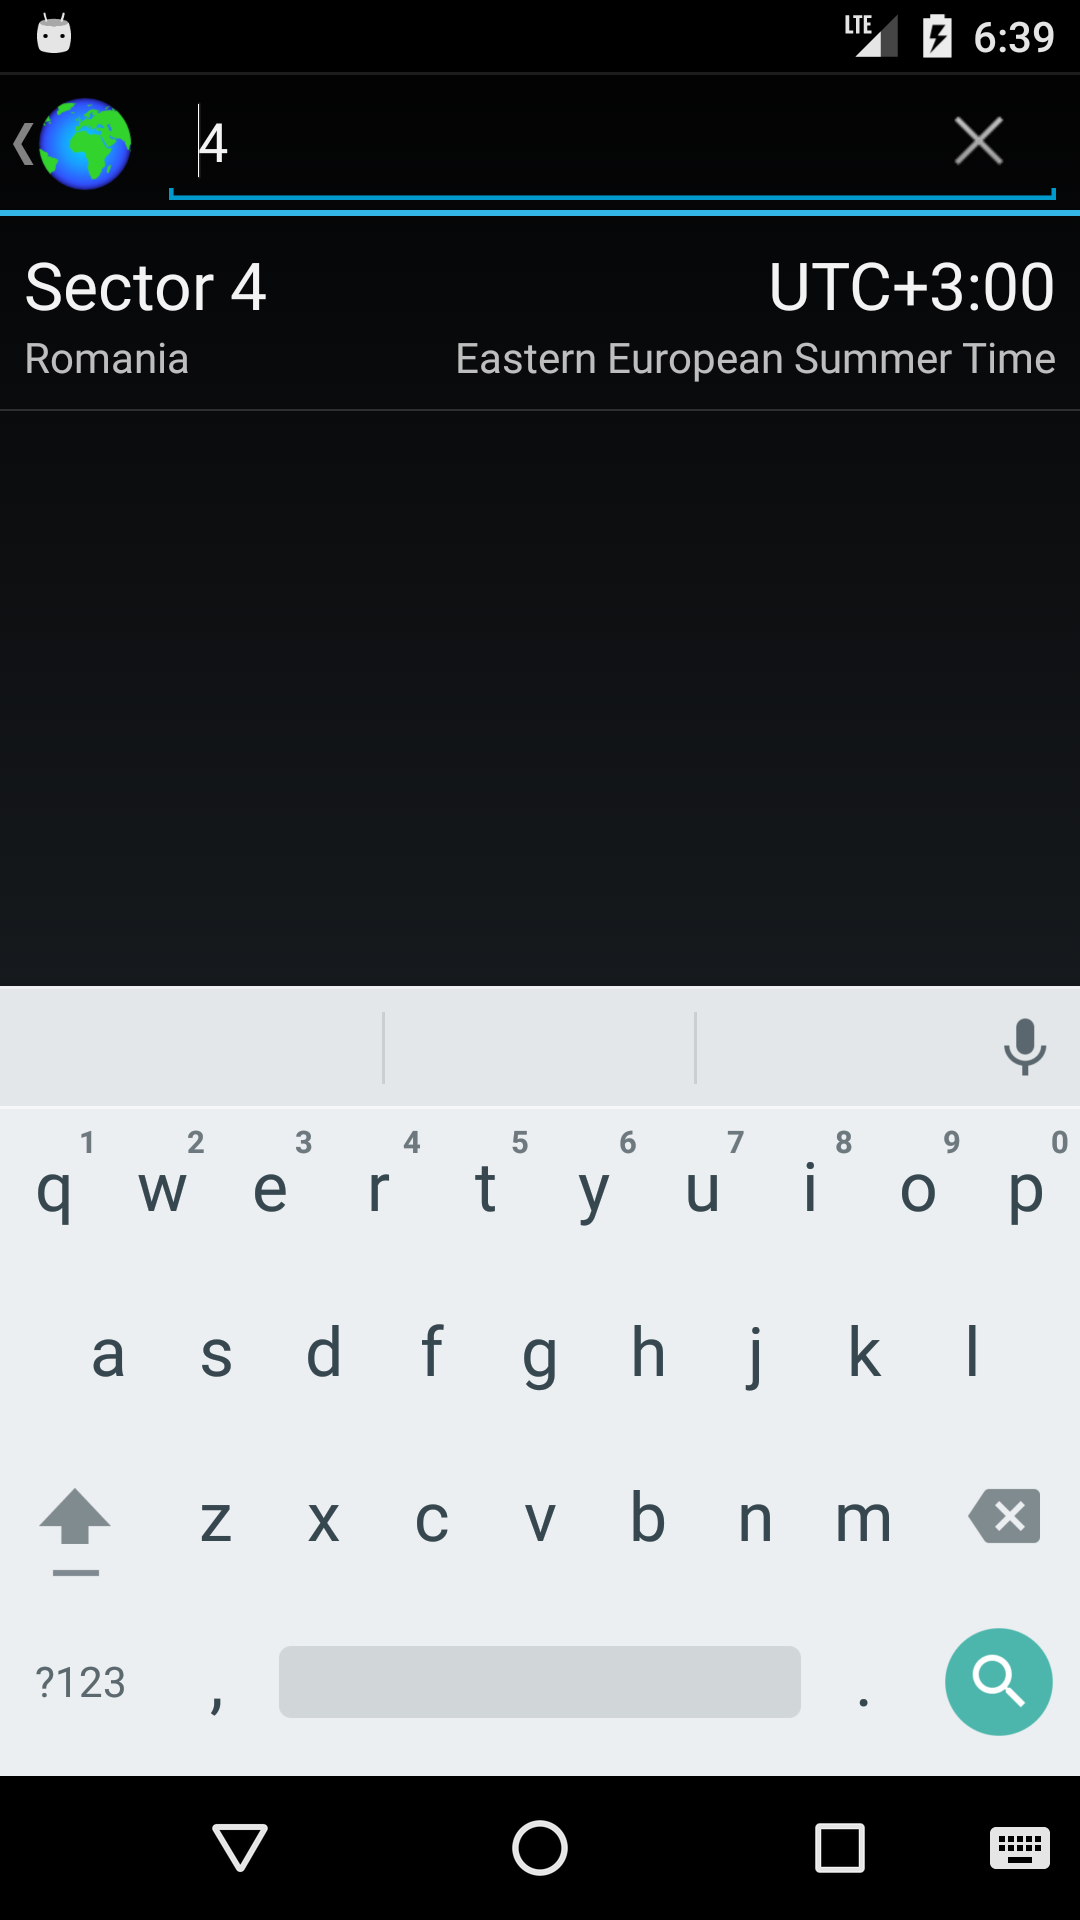 LTE 6:39
4
Sector 4 UTC+3:00
Romania Eastern European Summer Time
1 2 3 4 5 6 7 8 9 0
q w e r t y u i o p
a s d f g h j k l
z x c v b n m
?123 , .